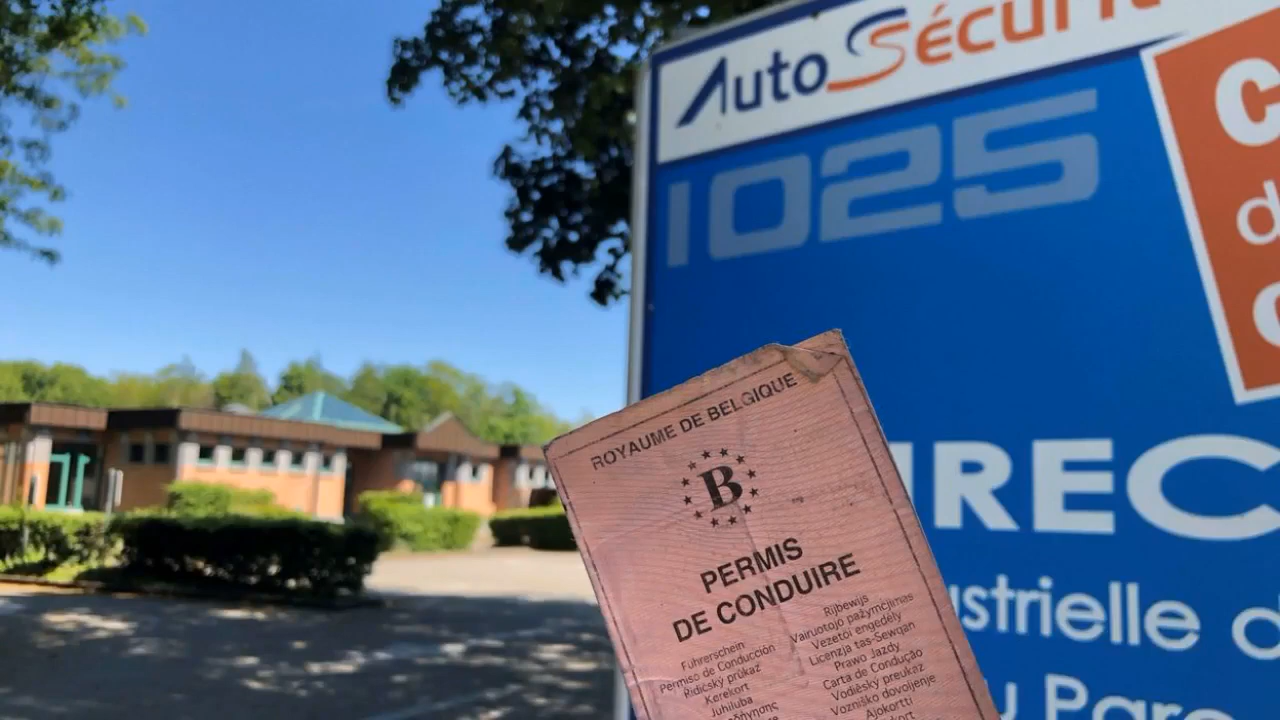 AutoSécurit
1025
C
d
C
IREC
ustrielle d
u Parc
ROYAUME DE BELGIQUE
B
PERMIS
DE CONDUIRE
Führerschein
Permiso de Conducción
Ridicský průkaz
Kørekort
Juhiluba
Rijbewijs
Vairuotojo pažymėjimas
Vezetői engedély
Licenzja tas-Sewqan
Prawo Jazdy
Carta de Condução
Vodičský preukaz
Vozniško dovoljenje
Ajokortti